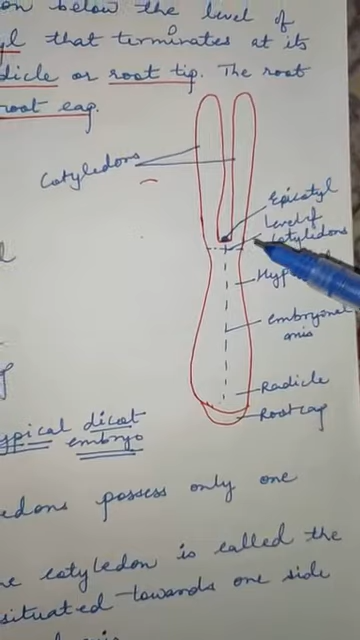 on below the level of
yl that terminates at its
dicle or root tip. The root
root cap.
Cotyledons
Epicotyl
Level of
Cotyledons
Hyp
embryonal
axis
Radicle
Root cap
ypical dicot
embryo
edons possess only one
he cotyledon is called the
situated towards one side